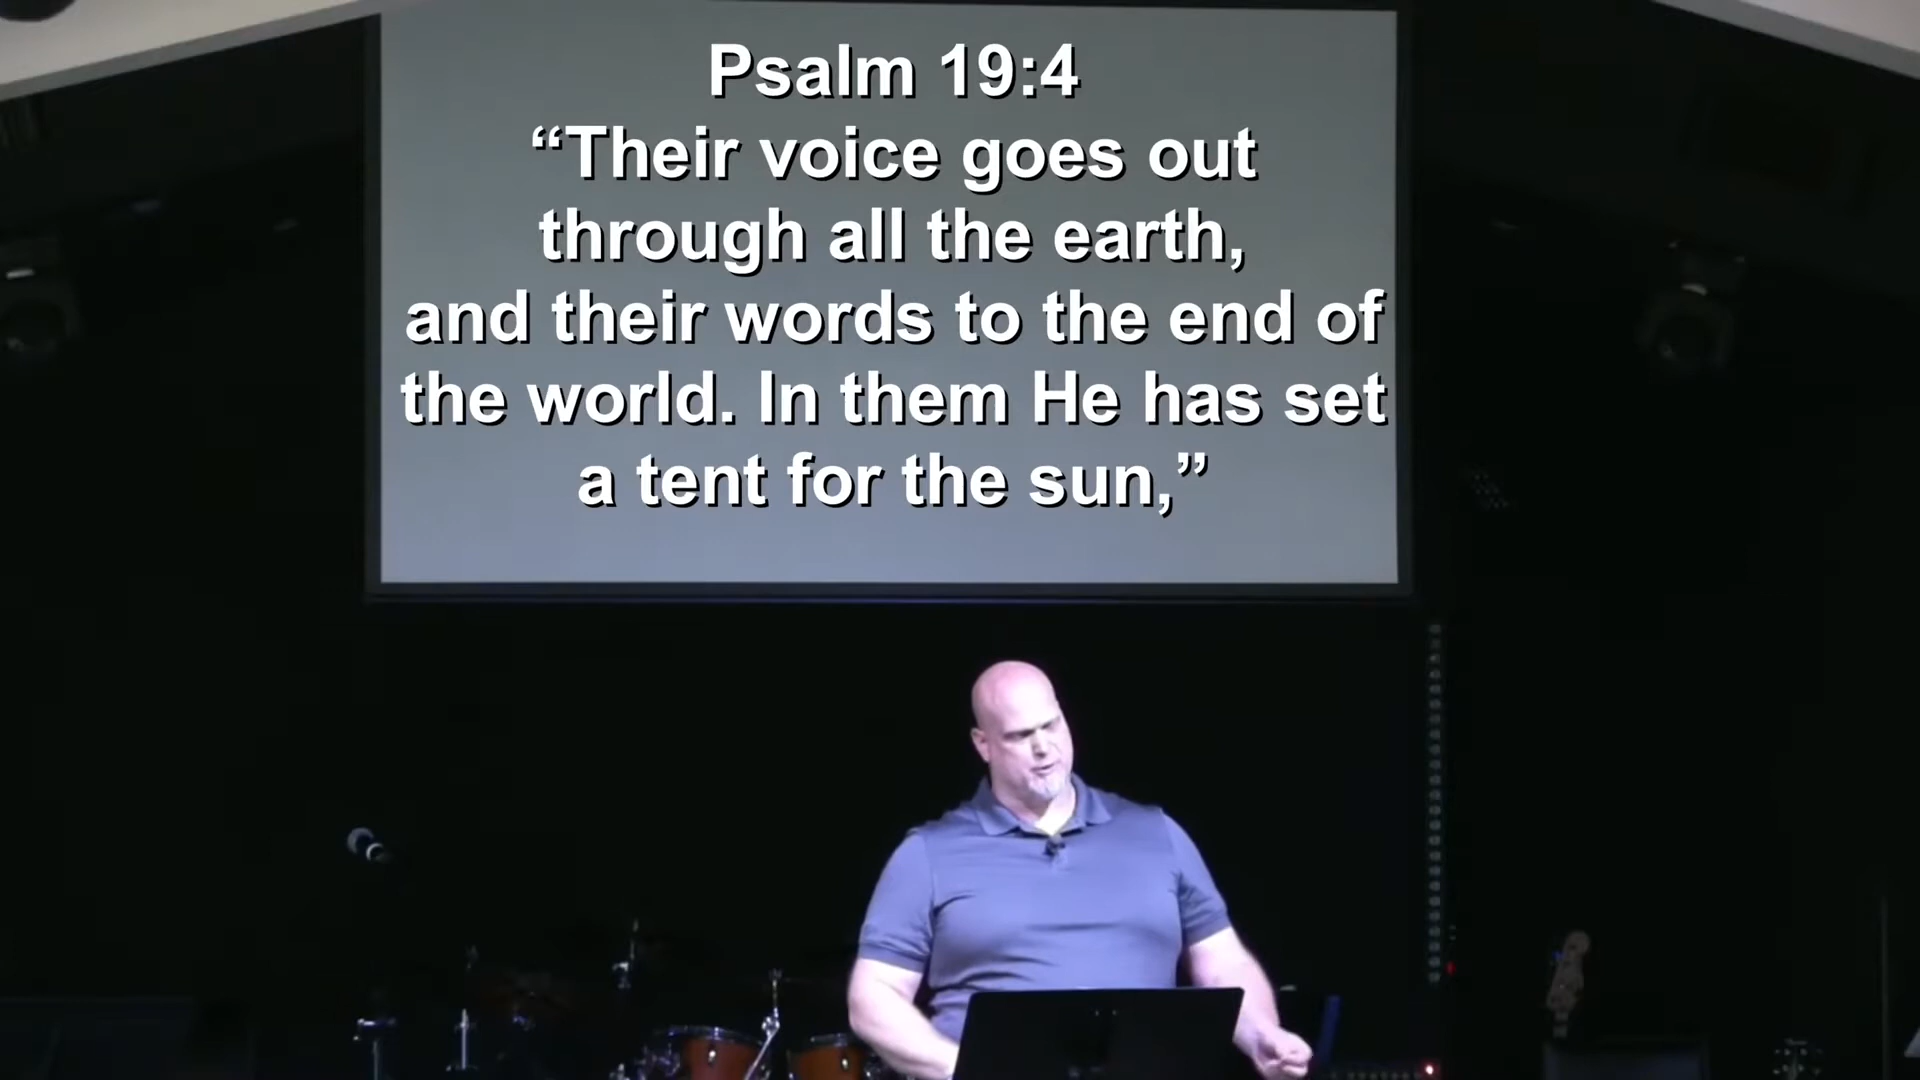 Psalm 19:4
“Their voice goes out
through all the earth,
and their words to the end of
the world. In them He has set
a tent for the sun,”